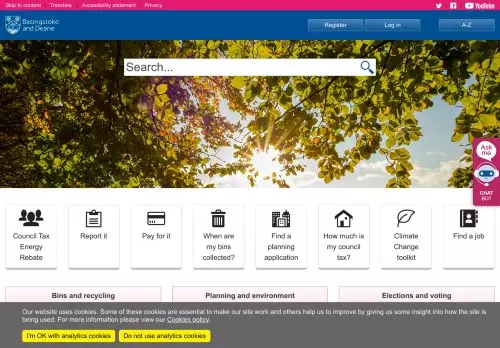 Skip to content Translate Accessibility statement Privacy YouTube
Basingstoke
and Deane
Register Log in A-Z
Search...
Ask
me
CHAT
BOT
Council Tax
Energy
Rebate
Report it
Pay for it
When are
my bins
collected?
Find a
planning
application
How much is
my council
tax?
Climate
Change
toolkit
Find a job
Bins and recycling
Planning and environment
Elections and voting
Our website uses cookies. Some of these cookies are essential to make our site work and others help us to improve by giving us some insight into how the site is
being used. For more information please view our Cookies policy.
I'm OK with analytics cookies Do not use analytics cookies